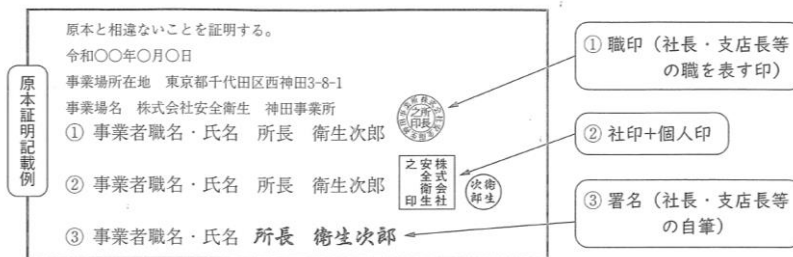 原本証明記載例
原本と相違ないことを証明する。
令和〇〇年〇月〇日
事業場所在地　東京都千代田区西神田3-8-1
事業場名　株式会社安全衛生　神田事業所
① 事業者職名・氏名　所長　衛生次郎
所長之印
② 事業者職名・氏名　所長　衛生次郎
株式会社安全衛生之印
衛生次郎
③ 事業者職名・氏名　所長　衛生次郎
① 職印（社長・支店長等
の職を表す印）
② 社印+個人印
③ 署名（社長・支店長等
の自筆）